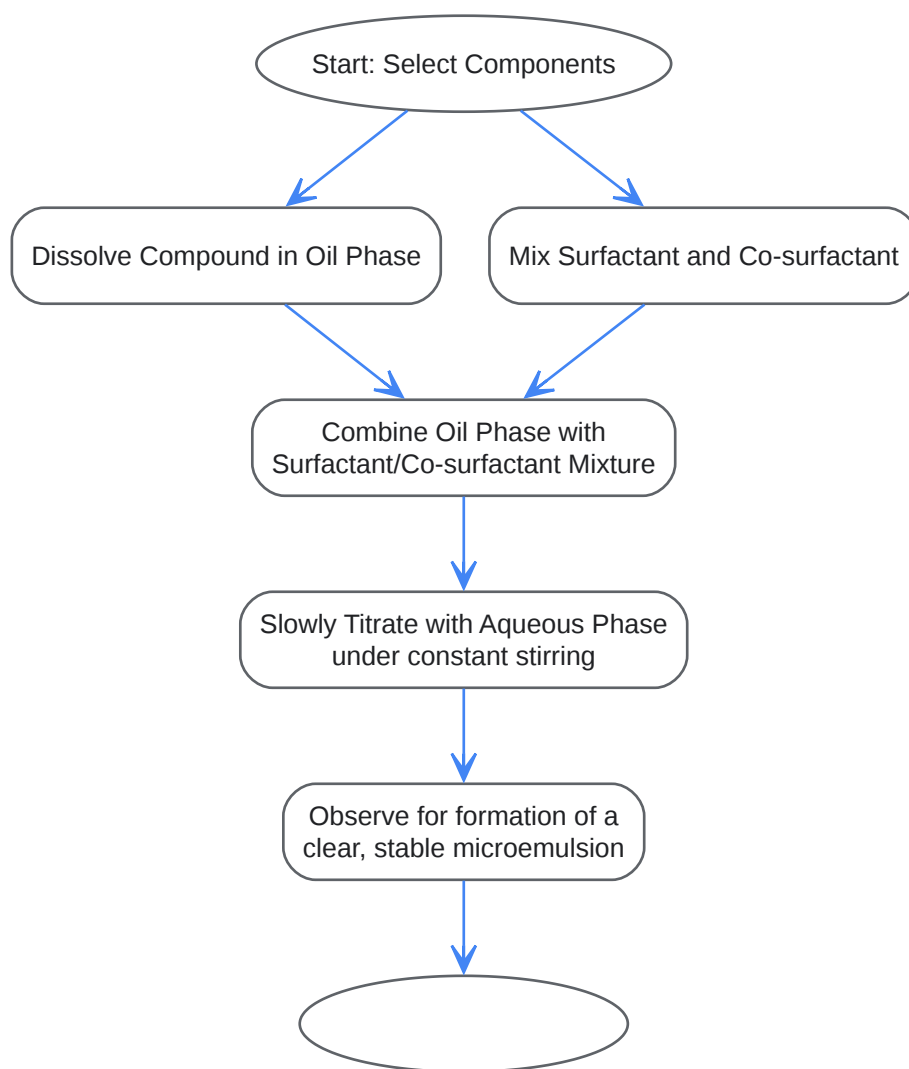 Start: Select Components
Dissolve Compound in Oil Phase
Mix Surfactant and Co-surfactant
Combine Oil Phase with
Surfactant/Co-surfactant Mixture
Slowly Titrate with Aqueous Phase
under constant stirring
Observe for formation of a
clear, stable microemulsion